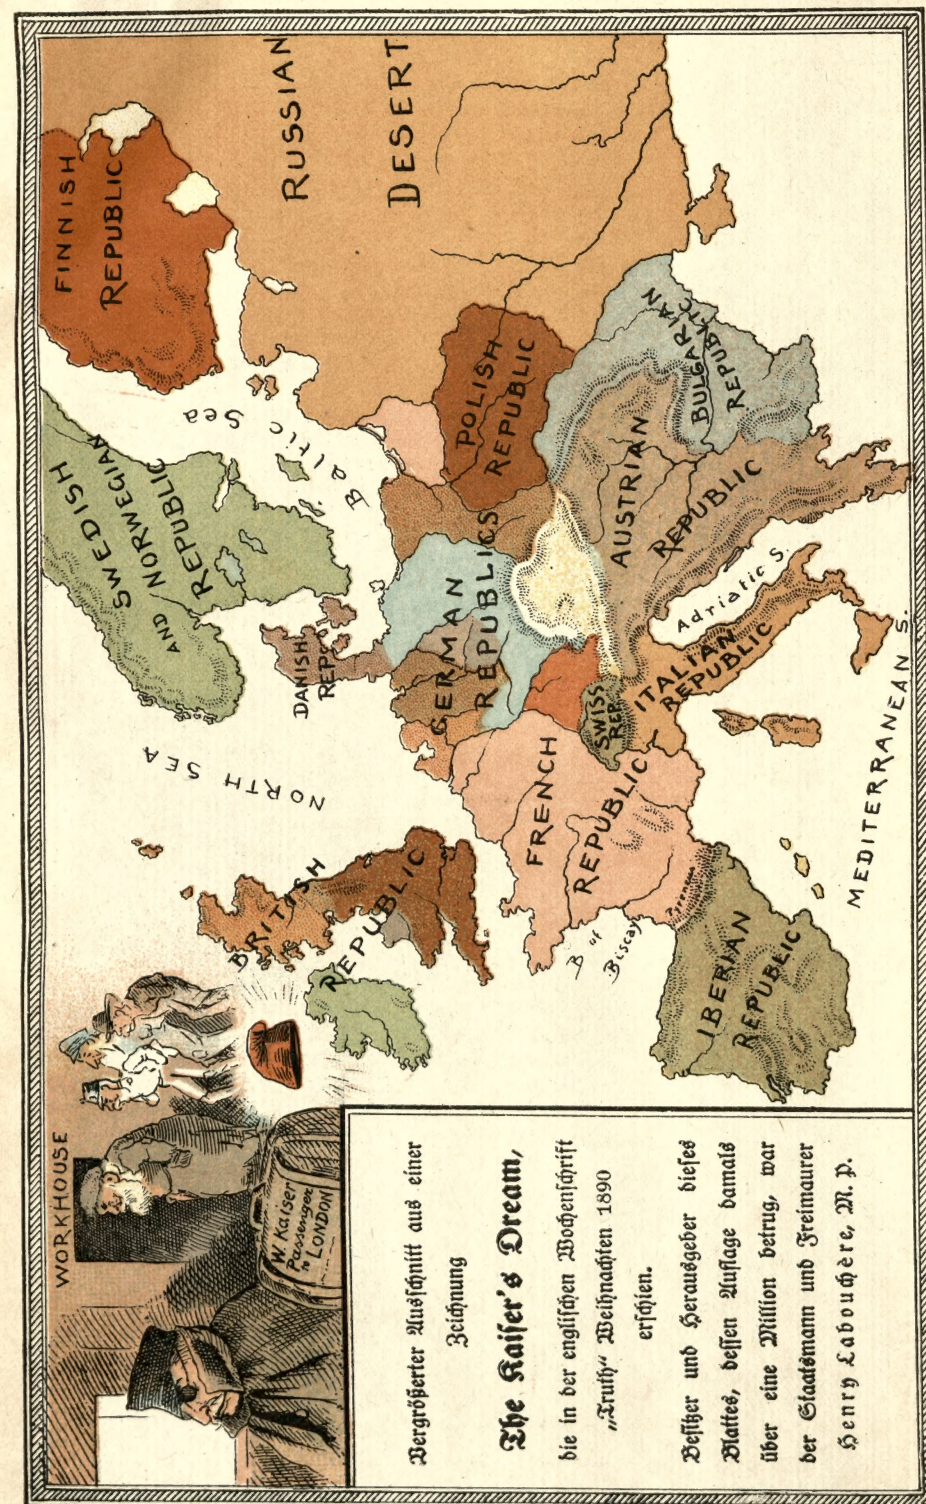 WORKHOUSE
W. Kaiser
Passenger
to
LONDON
Vergrößerter Ausschnitt aus einer
Zeichnung
The Kaiser's Dream,
die in der englischen Wochenschrift
„Truth“ Weihnachten 1890
erschien.
Besitzer und Herausgeber dieses
Blattes, dessen Auflage damals
über eine Million betrug, war
der Staatsmann und Freimaurer
Henry Labouchère, M. P.
BRITISH
REPUBLIC
NORTH SEA
SWEDISH
AND NORWEGIAN
REPUBLIC
FINNISH
REPUBLIC
Baltic Sea
DANISH
REP.
RUSSIAN
DESERT
GERMAN
REPUBLICS
POLISH
REPUBLIC
FRENCH
REPUBLIC
B of
Biscay
Pyrenees
SWISS
REP.
AUSTRIAN
REPUBLIC
BULGARIAN
REPUBLIC
ITALIAN
REPUBLIC
Adriatic S.
IBERIAN
REPUBLIC
MEDITERRANEAN S.